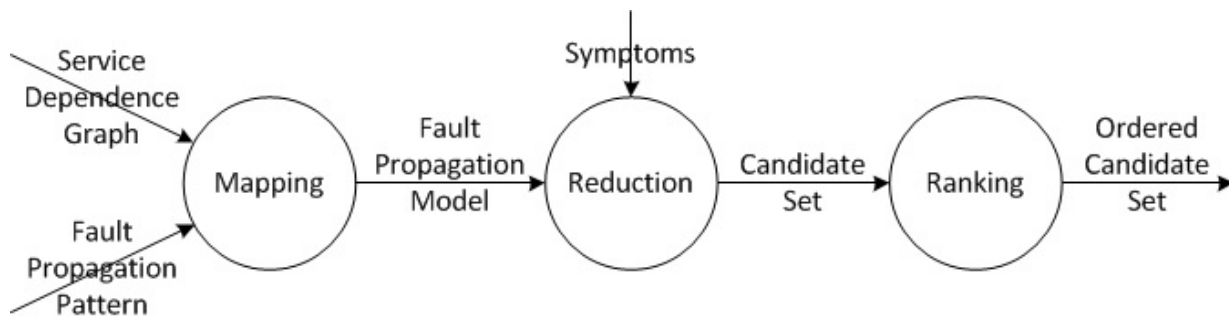 Service
Dependence
Graph
Fault
Propagation
Pattern
Mapping
Fault
Propagation
Model
Symptoms
Reduction
Candidate
Set
Ranking
Ordered
Candidate
Set